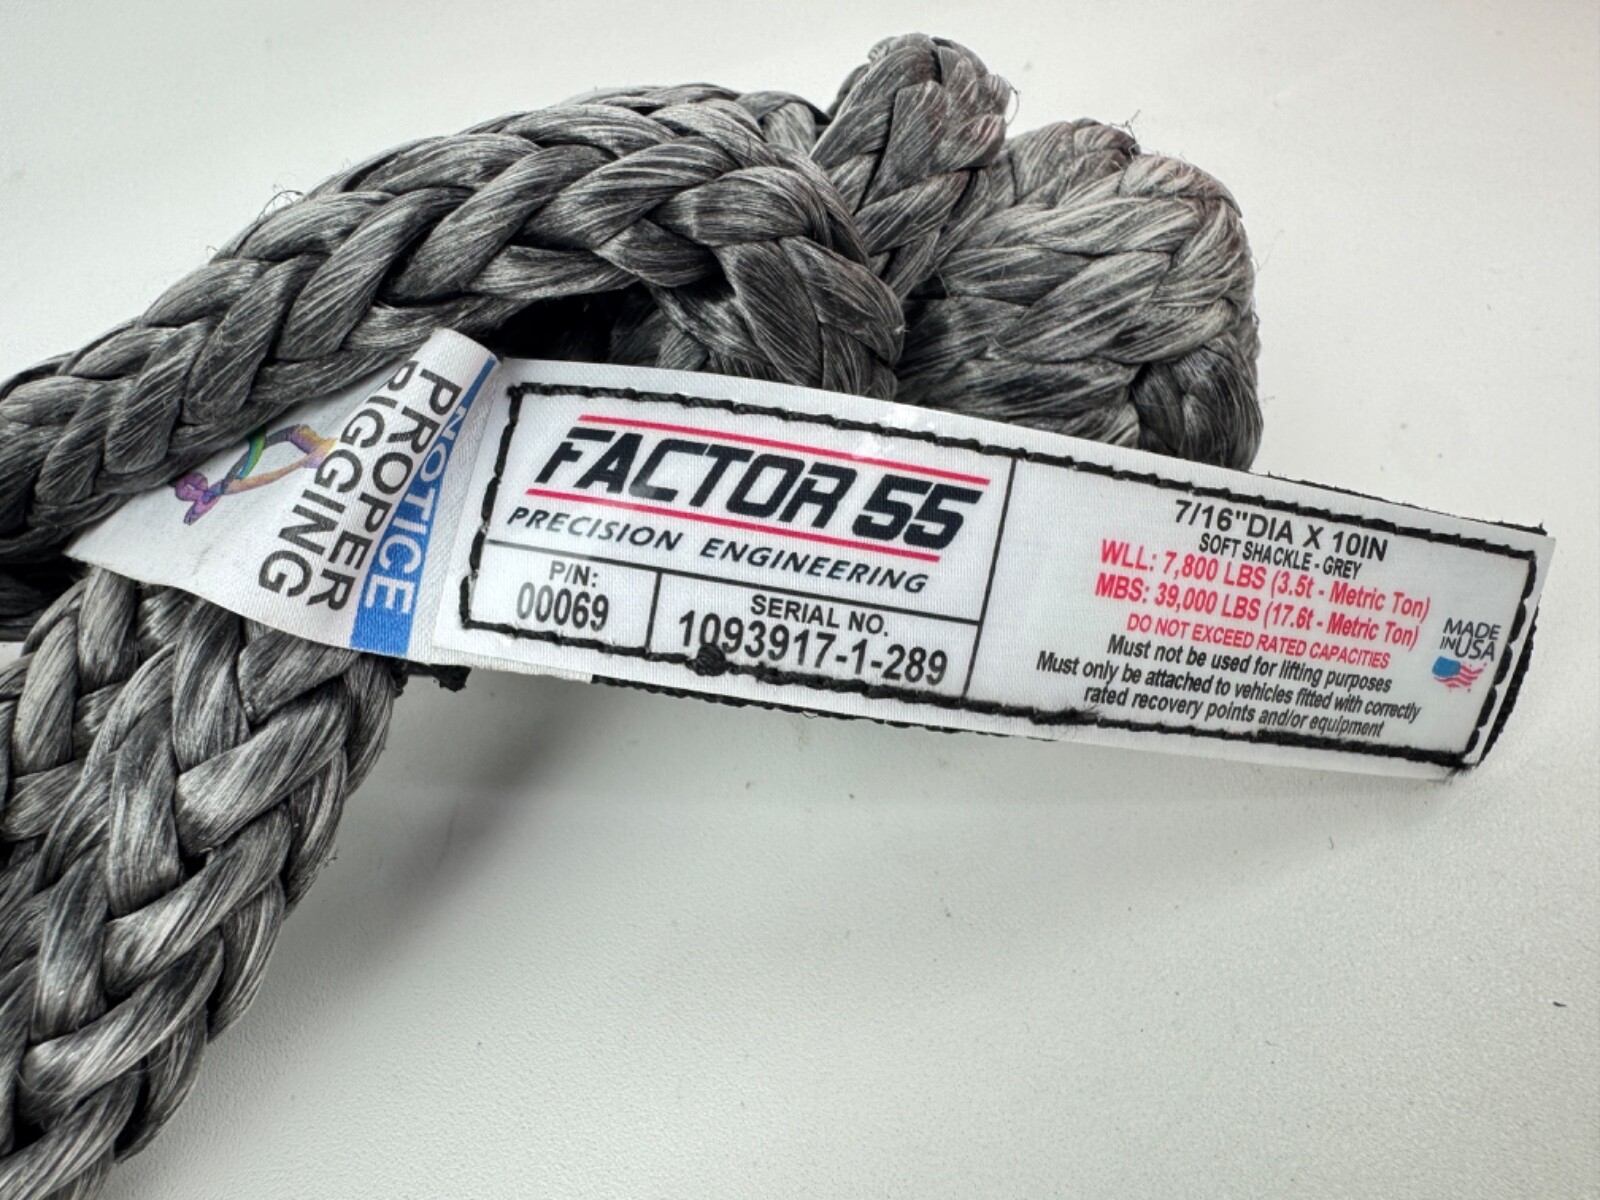 NOTICE
PROPER
RIGGING
FACTOR 55
PRECISION ENGINEERING
P/N:
00069
SERIAL NO.
1093917-1-289
7/16"DIA X 10IN
SOFT SHACKLE - GREY
WLL: 7,800 LBS (3.5t - Metric Ton)
MBS: 39,000 LBS (17.6t - Metric Ton)
DO NOT EXCEED RATED CAPACITIES
Must not be used for lifting purposes
Must only be attached to vehicles fitted with correctly
rated recovery points and/or equipment
MADE
IN USA